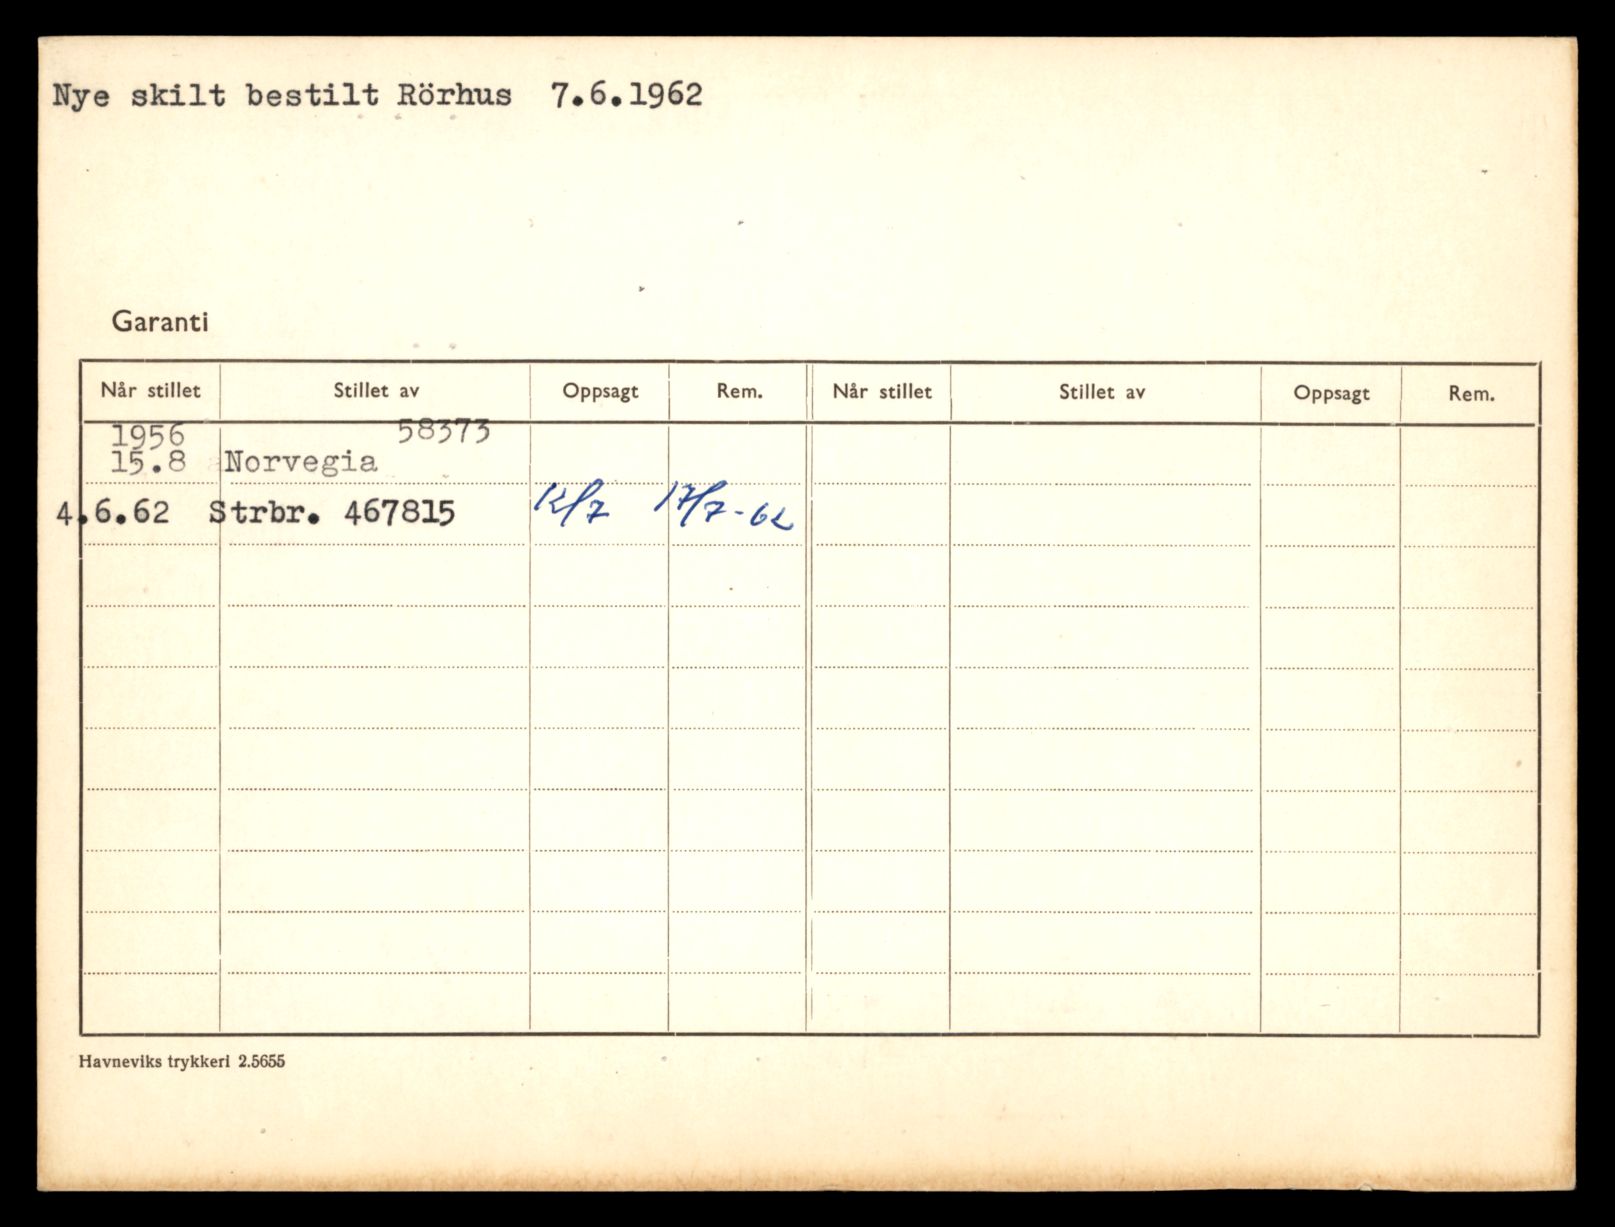 Nye skilt bestilt Rörhus 7.6.1962
Garanti
Når stillet Stillet av Oppsagt Rem. Når stillet Stillet av Oppsagt Rem.
1956 58373
15.8 Norvegia
4.6.62 Strbr. 467815 12/7 17/7-62
Havneviks trykkeri 2.5655